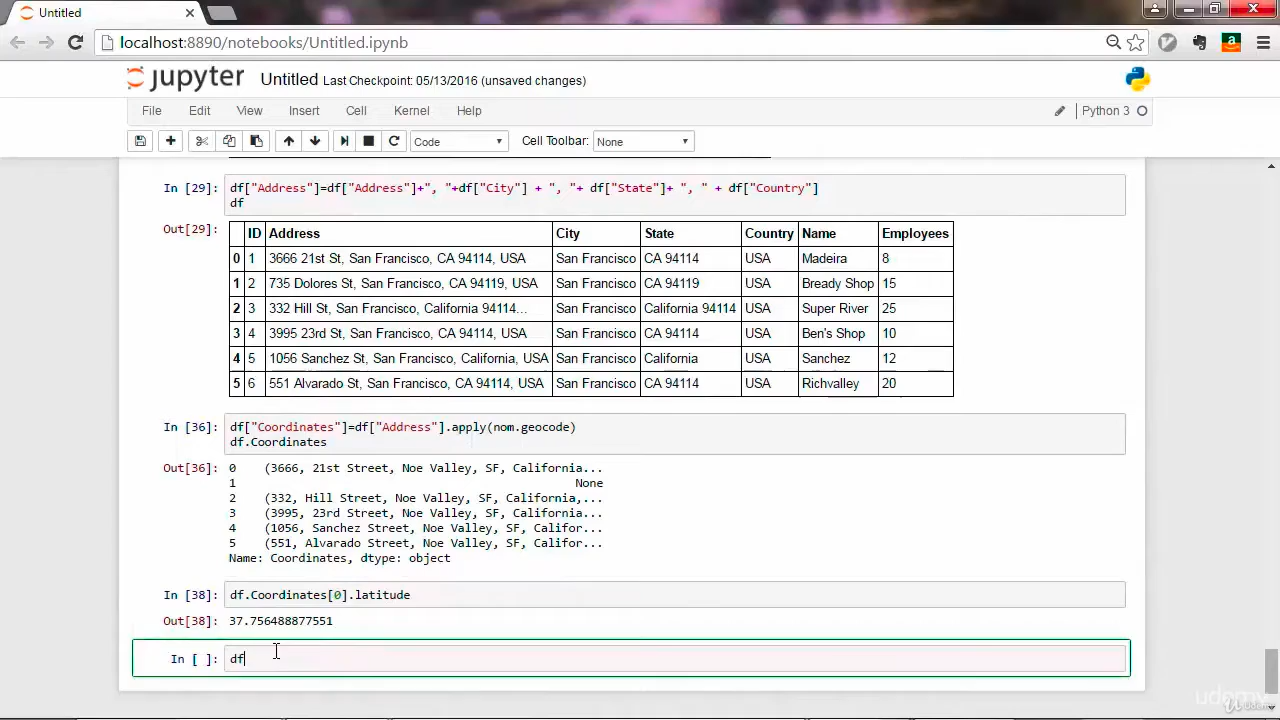 Untitled
localhost:8890/notebooks/Untitled.ipynb
jupyter Untitled Last Checkpoint: 05/13/2016 (unsaved changes)
File Edit View Insert Cell Kernel Help Python 3
Code Cell Toolbar: None
In [29]: df["Address"]=df["Address"]+", "+df["City"] + ", "+ df["State"]+ ", " + df["Country"]
df
Out[29]: ID Address City State Country Name Employees
0 1 3666 21st St, San Francisco, CA 94114, USA San Francisco CA 94114 USA Madeira 8
1 2 735 Dolores St, San Francisco, CA 94119, USA San Francisco CA 94119 USA Bready Shop 15
2 3 332 Hill St, San Francisco, California 94114... San Francisco California 94114 USA Super River 25
3 4 3995 23rd St, San Francisco, CA 94114, USA San Francisco CA 94114 USA Ben's Shop 10
4 5 1056 Sanchez St, San Francisco, California, USA San Francisco California USA Sanchez 12
5 6 551 Alvarado St, San Francisco, CA 94114, USA San Francisco CA 94114 USA Richvalley 20
In [36]: df["Coordinates"]=df["Address"].apply(nom.geocode)
df.Coordinates
Out[36]: 0 (3666, 21st Street, Noe Valley, SF, California...
1 None
2 (332, Hill Street, Noe Valley, SF, California,...
3 (3995, 23rd Street, Noe Valley, SF, California...
4 (1056, Sanchez Street, Noe Valley, SF, Califor...
5 (551, Alvarado Street, Noe Valley, SF, Califor...
Name: Coordinates, dtype: object
In [38]: df.Coordinates[0].latitude
Out[38]: 37.756488877551
In [ ]: df
udemy
Udemy